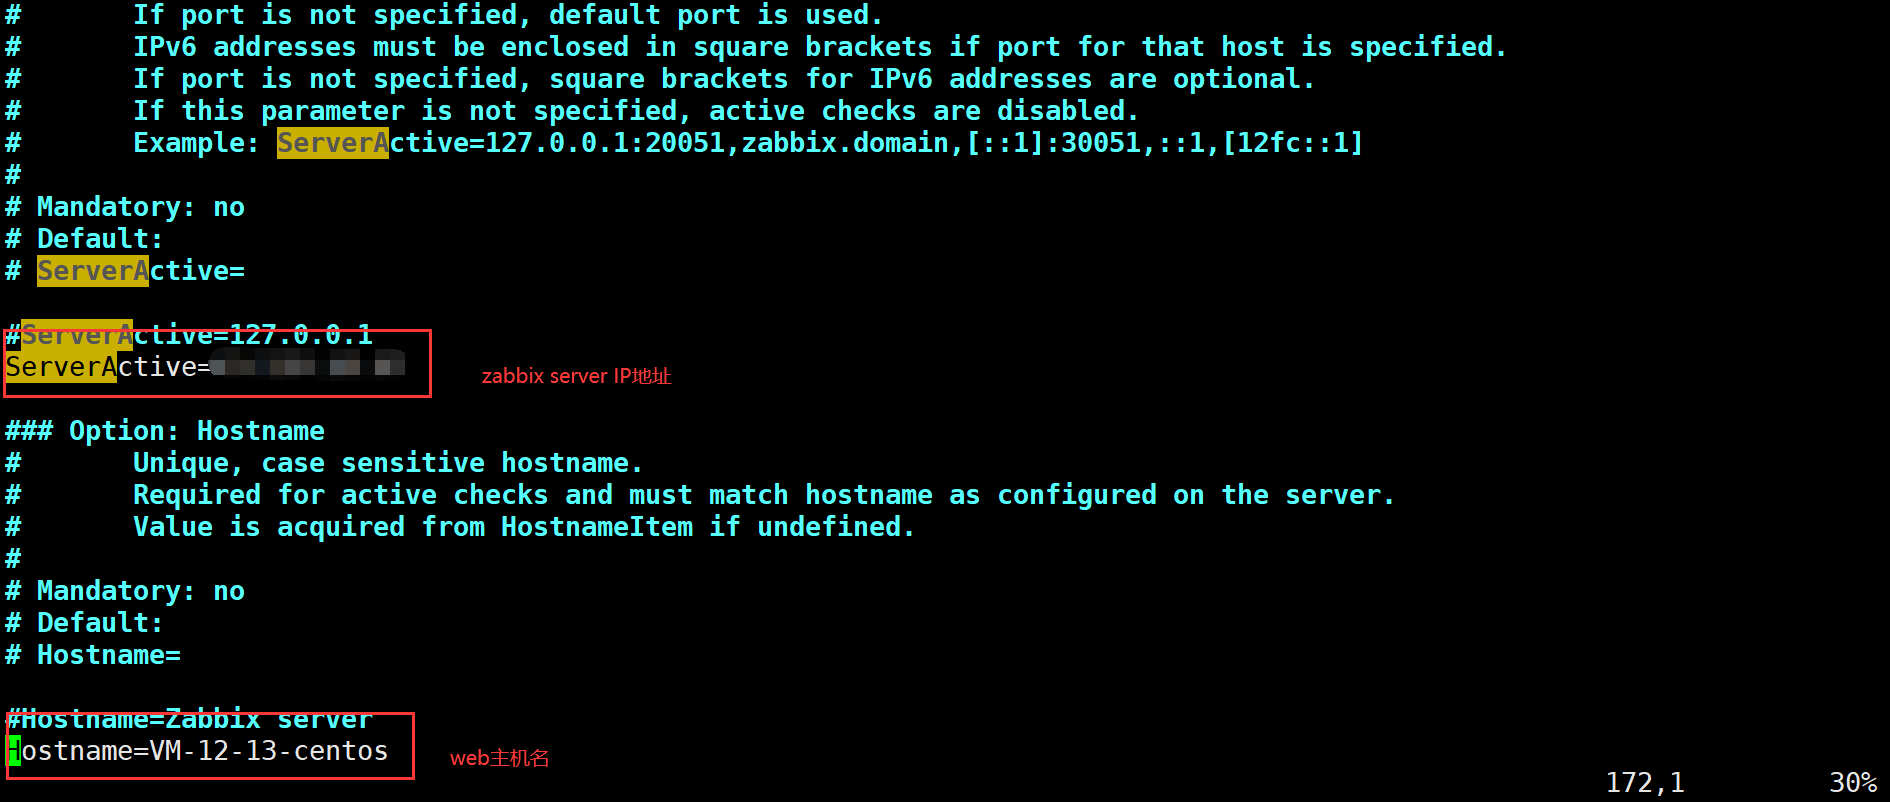 #       If port is not specified, default port is used.
#       IPv6 addresses must be enclosed in square brackets if port for that host is specified.
#       If port is not specified, square brackets for IPv6 addresses are optional.
#       If this parameter is not specified, active checks are disabled.
#       Example: ServerActive=127.0.0.1:20051,zabbix.domain,[::1]:30051,::1,[12fc::1]
#
# Mandatory: no
# Default:
# ServerActive=
#ServerActive=127.0.0.1
ServerActive=
zabbix server IP地址
### Option: Hostname
#       Unique, case sensitive hostname.
#       Required for active checks and must match hostname as configured on the server.
#       Value is acquired from HostnameItem if undefined.
#
# Mandatory: no
# Default:
# Hostname=
#Hostname=Zabbix server
Hostname=VM-12-13-centos
web主机名
172,1 30%